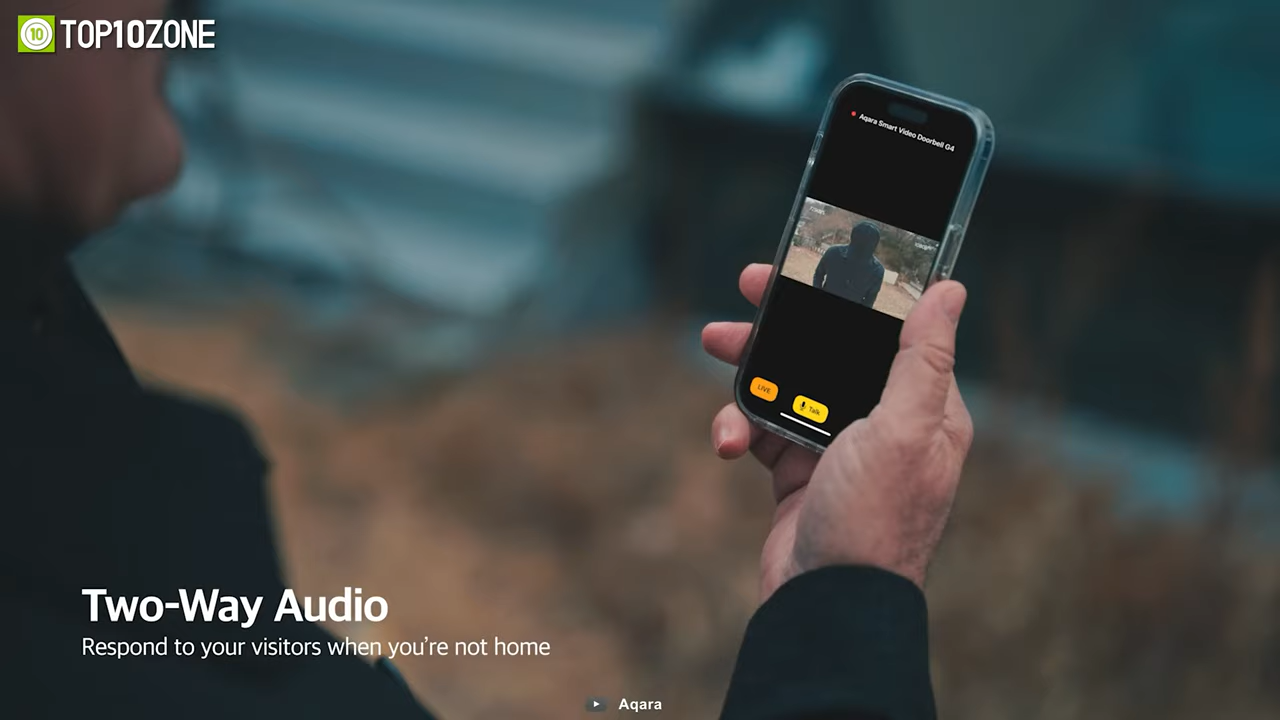 10 TOP10ZONE
Aqara Smart Video Doorbell G4
LIVE
Talk
Two-Way Audio
Respond to your visitors when you're not home
Aqara